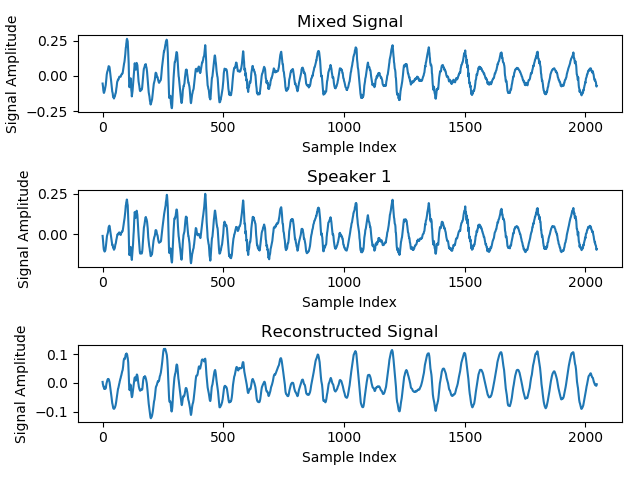 Mixed Signal
Signal Amplitude
0.25
0.00
−0.25
0
500
1000
1500
2000
Sample Index
Speaker 1
Signal Amplitude
0.25
0.00
0
500
1000
1500
2000
Sample Index
Reconstructed Signal
Signal Amplitude
0.1
0.0
−0.1
0
500
1000
1500
2000
Sample Index